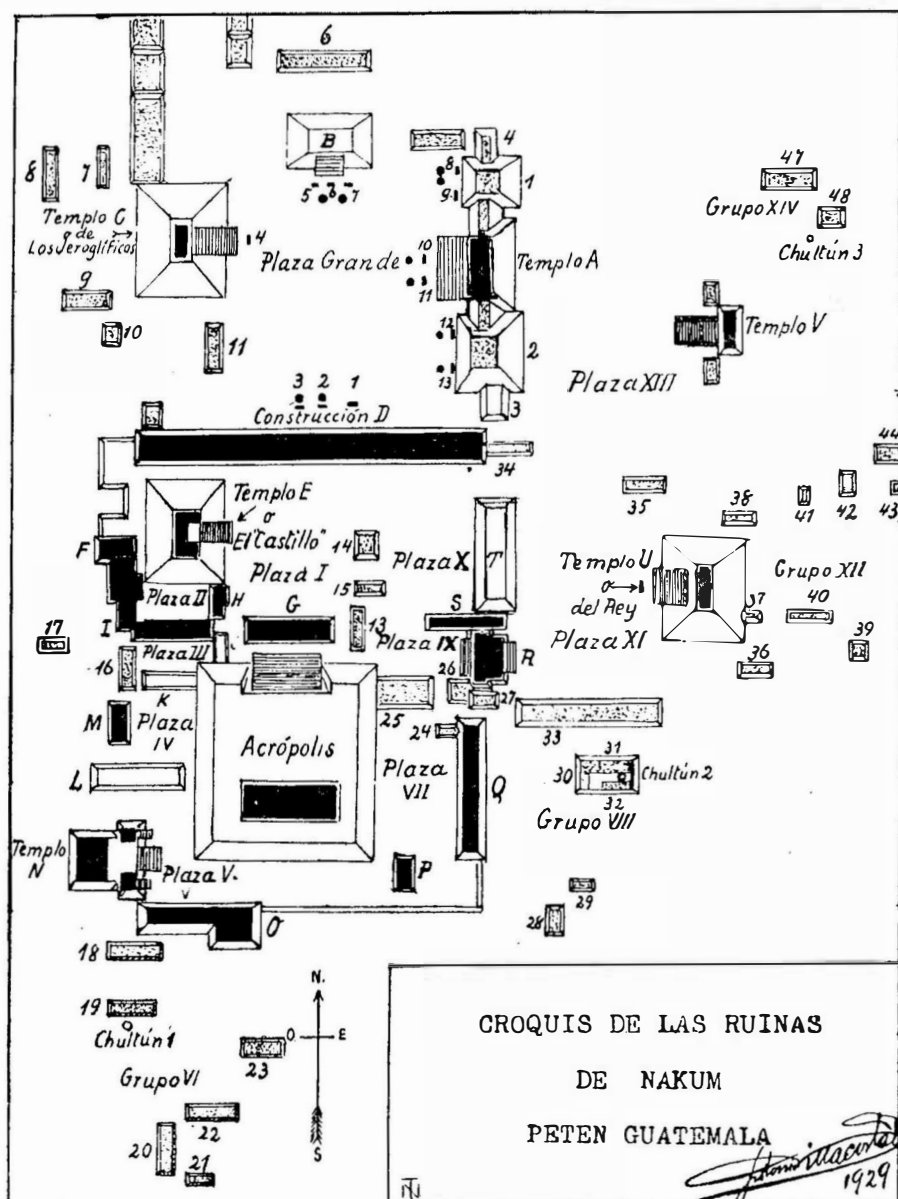 6
B
4
8
7
8
9
1
5 6 7
47
Grupo XIV
48
Chultún 3
Templo C
o de
Los Jeroglíficos
4
Plaza Grande
10
11
Templo A
9
10
11
12
13
2
3
Templo V
Plaza XIII
3 2 1
Construcción D
34
44
35
38
41
42
43
Templo E
o
El "Castillo"
F
14
Plaza I
Plaza X
T
Templo U
o
del Rey
Plaza XI
7
Grupo XII
40
39
36
Plaza II
H
I
15
G
13
S
Plaza IX
R
17
Plaza III
16
26
27
K
M
Plaza
IV
25
24
33
Acrópolis
Plaza
VII
Q
L
31
30
32
Chultún 2
Grupo VIII
Templo
N
Plaza V.
P
29
28
O
18
19
Chultún 1
Grupo VI
23
22
20
21
N.
O
E
S
CROQUIS DE LAS RUINAS
DE NAKUM
PETEN GUATEMALA
1929